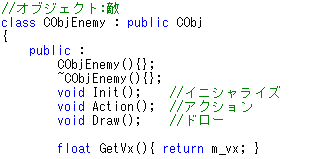 //オブジェクト:敵
class CObjEnemy : public CObj
{
    public :
        CObjEnemy(){};
        ~CObjEnemy(){};
        void Init();    //イニシャライズ
        void Action();  //アクション
        void Draw();    //ドロー
        float GetVx(){ return m_vx; }